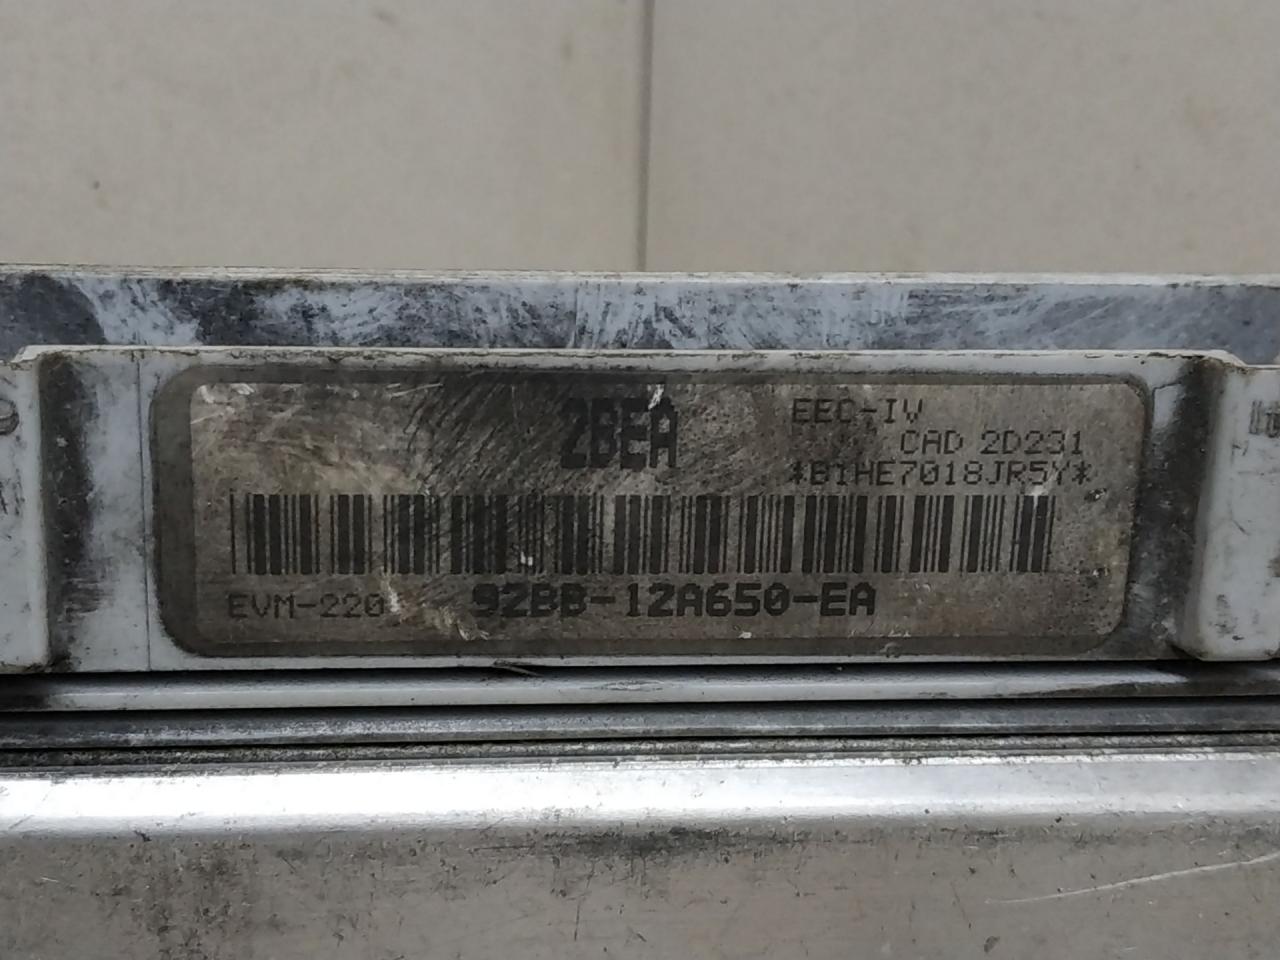 2BEA
EEC-IV
CAD 2D231
*B1HE7018JR5Y*
EVM-220
92BB-12A650-EA